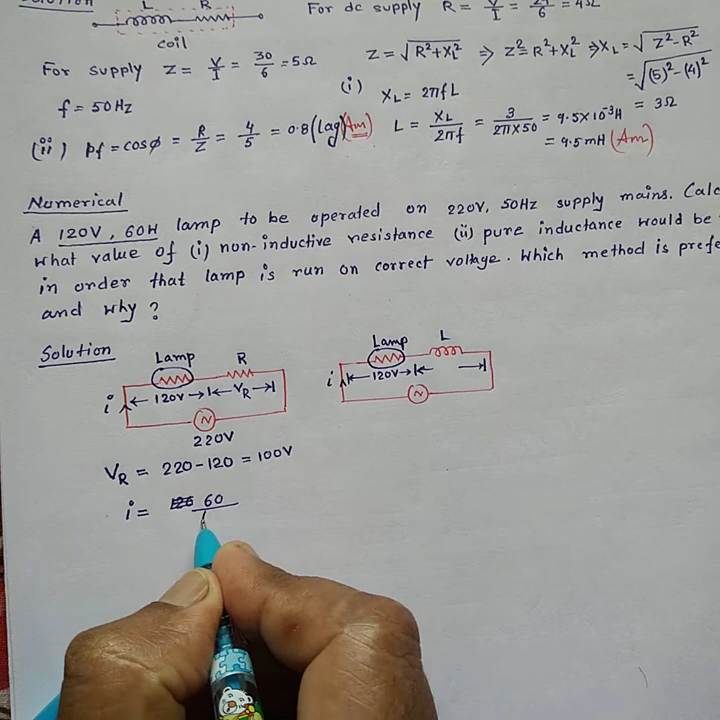 L R
For dc supply R = V/I = 24/6 = 4Ω
coil
For supply Z = V/I = 30/6 = 5Ω
Z = √(R²+X_L²) ⇒ Z² = R²+X_L² ⇒ X_L = √(Z²-R²)
= √((5)²-(4)²)
= 3Ω
f = 50Hz
(i) X_L = 2πfL
L = X_L/2πf = 3/(2π×50) = 9.5×10⁻³H
= 9.5mH (Am)
(ii) Pf = cosφ = R/Z = 4/5 = 0.8 (lag) (Am)
Numerical
A 120V, 60W lamp to be operated on 220V, 50Hz supply mains. Calc
what value of (i) non-inductive resistance (ii) pure inductance would be
in order that lamp is run on correct voltage. Which method is prefe
and why ?
Solution
Lamp R
i 120V V_R
220V
Lamp L
i 120V
V_R = 220-120 = 100V
i = 60